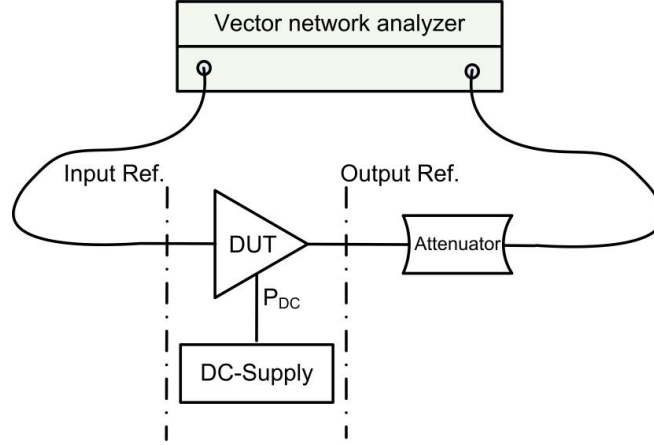 Vector network analyzer
Input Ref.
Output Ref.
DUT
Attenuator
P_DC
DC-Supply